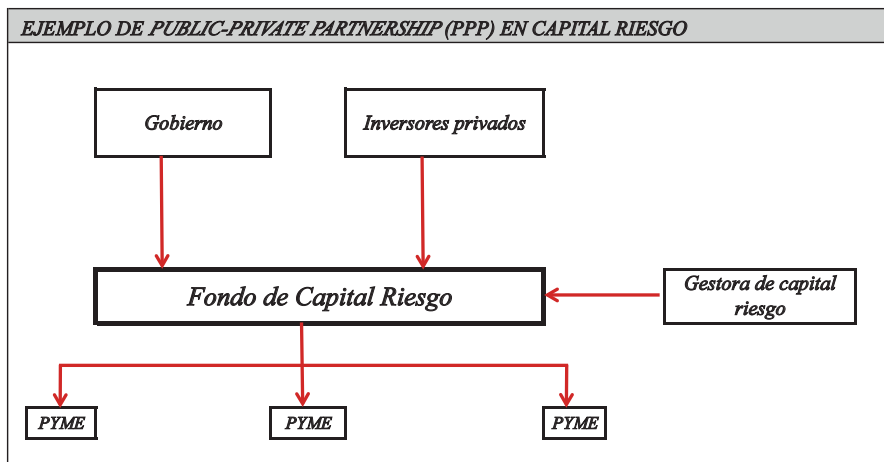 EJEMPLO DE PUBLIC-PRIVATE PARTNERSHIP (PPP) EN CAPITAL RIESGO
Gobierno
Inversores privados
Fondo de Capital Riesgo
Gestora de capital
riesgo
PYME
PYME
PYME